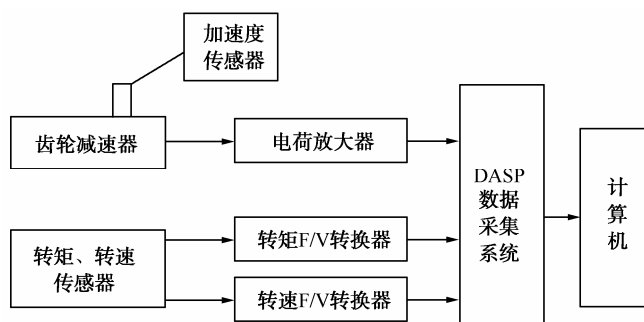 加速度
传感器
齿轮减速器
电荷放大器
DASP
数据
采集
系统
计
算
机
转矩、转速
传感器
转矩F/V转换器
转速F/V转换器